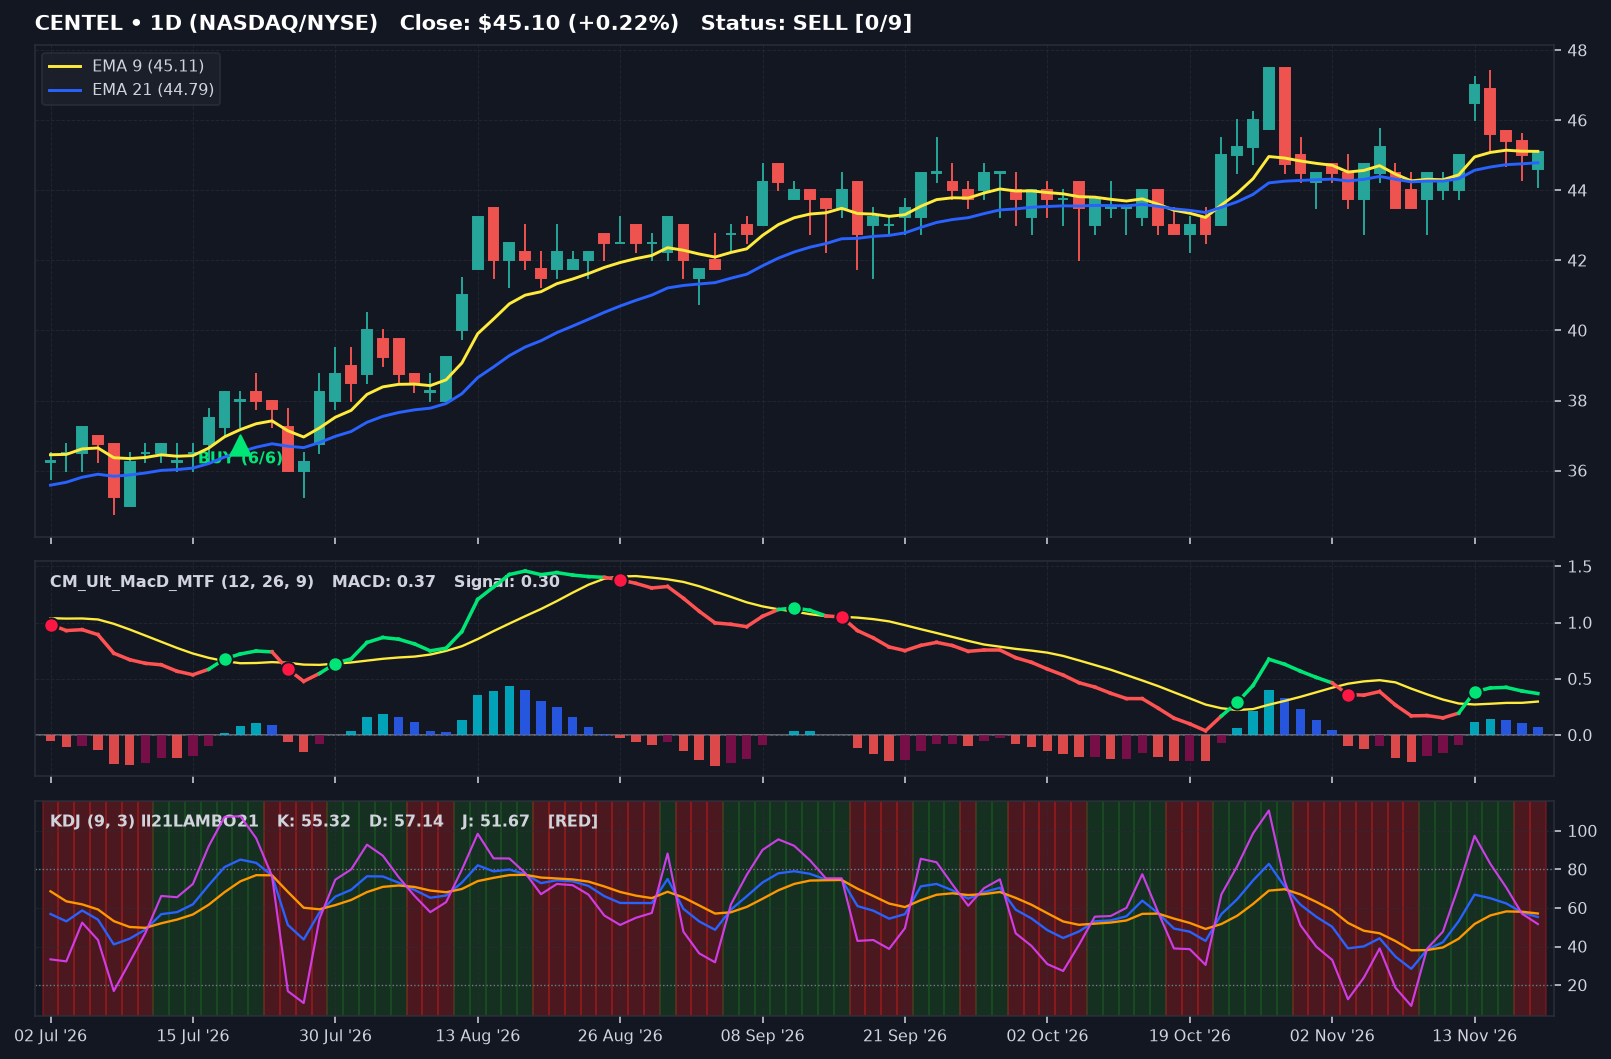 CENTEL • 1D (NASDAQ/NYSE)   Close: $45.10 (+0.22%)   Status: SELL [0/9]
EMA 9 (45.11)
EMA 21 (44.79)
48
46
44
42
40
38
36
BUY (6/6)
CM_Ult_MacD_MTF (12, 26, 9)   MACD: 0.37   Signal: 0.30
1.5
1.0
0.5
0.0
KDJ (9, 3) II21LAMBO21   K: 55.32   D: 57.14   J: 51.67   [RED]
100
80
60
40
20
02 Jul '26
15 Jul '26
30 Jul '26
13 Aug '26
26 Aug '26
08 Sep '26
21 Sep '26
02 Oct '26
19 Oct '26
02 Nov '26
13 Nov '26